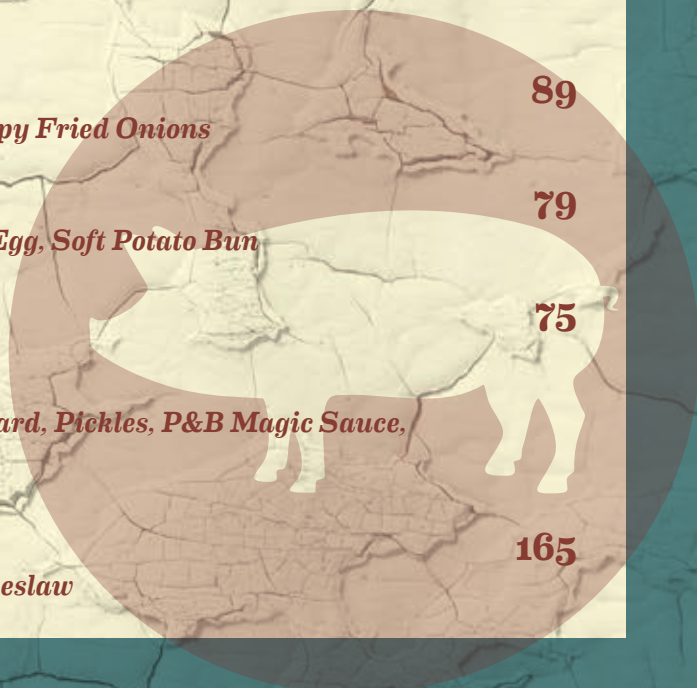 89
py Fried Onions
79
Egg, Soft Potato Bun
75
ard, Pickles, P&B Magic Sauce,
165
eslaw